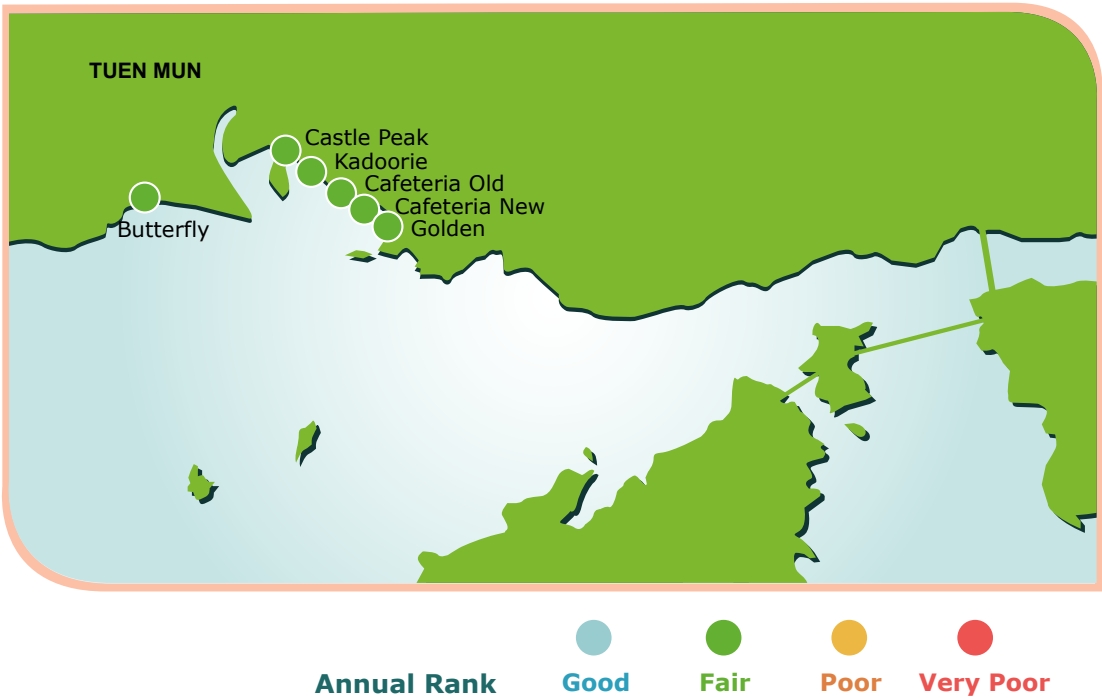 TUEN MUN
Castle Peak
Kadoorie
Cafeteria Old
Cafeteria New
Golden
Butterfly
Annual Rank
Good
Fair
Poor
Very Poor